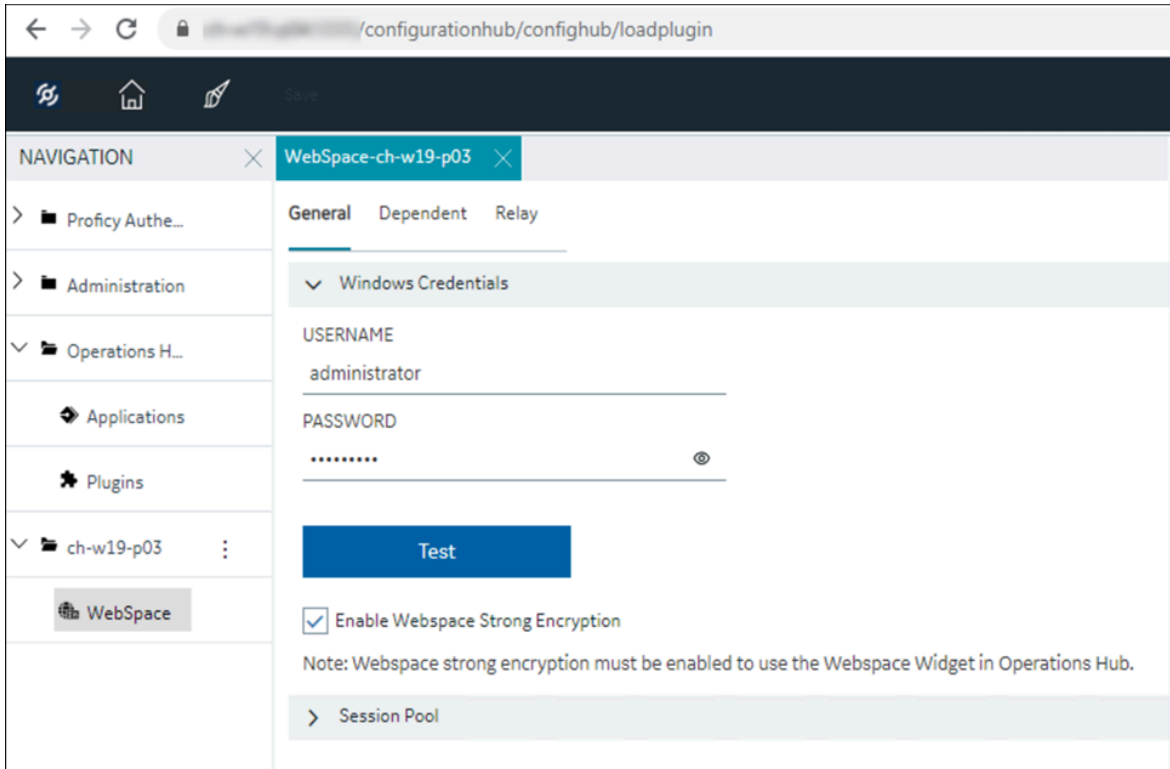 /configurationhub/confighub/loadplugin
Save
NAVIGATION
WebSpace-ch-w19-p03
Proficy Authe...
Administration
Operations H...
Applications
Plugins
ch-w19-p03
WebSpace
General Dependent Relay
Windows Credentials
USERNAME
administrator
PASSWORD
•••••••••
Test
Enable Webspace Strong Encryption
Note: Webspace strong encryption must be enabled to use the Webspace Widget in Operations Hub.
Session Pool